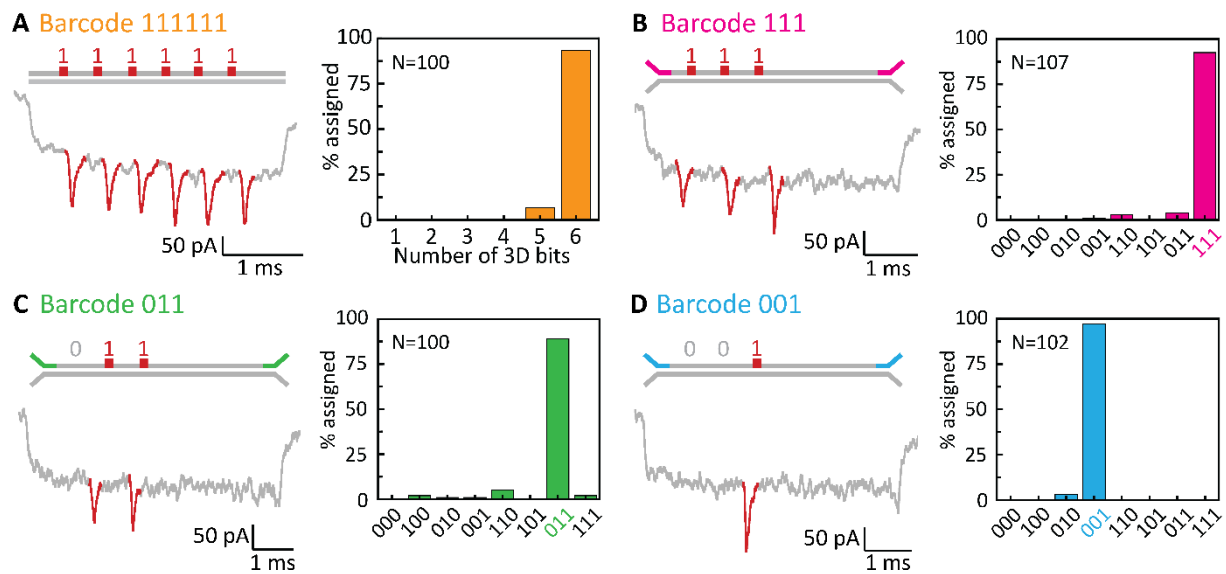 A Barcode 111111
1 1 1 1 1 1
50 pA
1 ms
% assigned
100
75
50
25
0
N=100
1 2 3 4 5 6
Number of 3D bits
B Barcode 111
1 1 1
50 pA
1 ms
% assigned
100
75
50
25
0
N=107
000 100 010 001 110 101 011 111
C Barcode 011
0 1 1
50 pA
1 ms
% assigned
100
75
50
25
0
N=100
000 100 010 001 110 101 011 111
D Barcode 001
0 0 1
50 pA
1 ms
% assigned
100
75
50
25
0
N=102
000 100 010 001 110 101 011 111